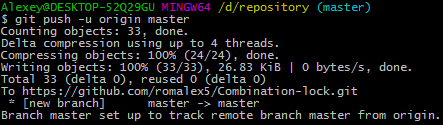 Alexey@DESKTOP-52Q29GU MINGW64 /d/repository (master)
$ git push -u origin master
Counting objects: 33, done.
Delta compression using up to 4 threads.
Compressing objects: 100% (24/24), done.
Writing objects: 100% (33/33), 26.83 KiB | 0 bytes/s, done.
Total 33 (delta 0), reused 0 (delta 0)
To https://github.com/romalex5/Combination-lock.git
 * [new branch]      master -> master
Branch master set up to track remote branch master from origin.